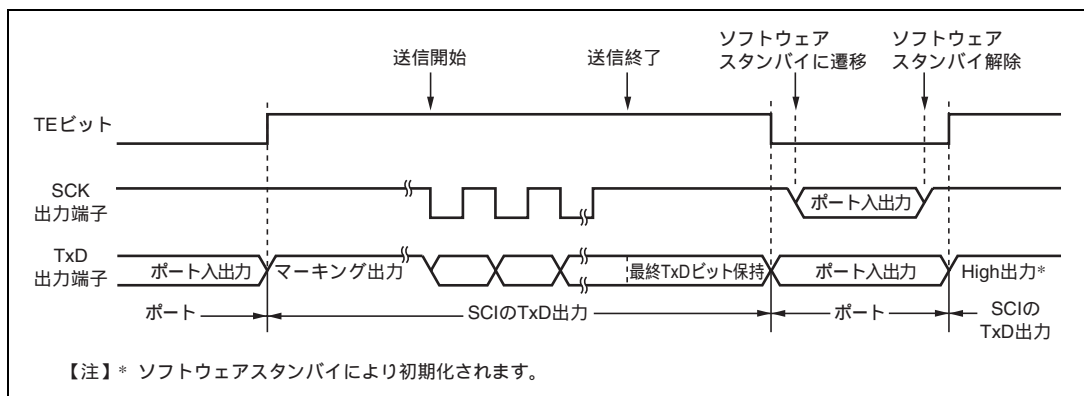 送信開始
送信終了
ソフトウェア
スタンバイに遷移
ソフトウェア
スタンバイ解除
TEビット
SCK
出力端子
ポート入出力
TxD
出力端子
ポート入出力
マーキング出力
最終TxDビット保持
ポート入出力
High出力*
ポート
SCIのTxD出力
ポート
SCIの
TxD出力
【注】* ソフトウェアスタンバイにより初期化されます。